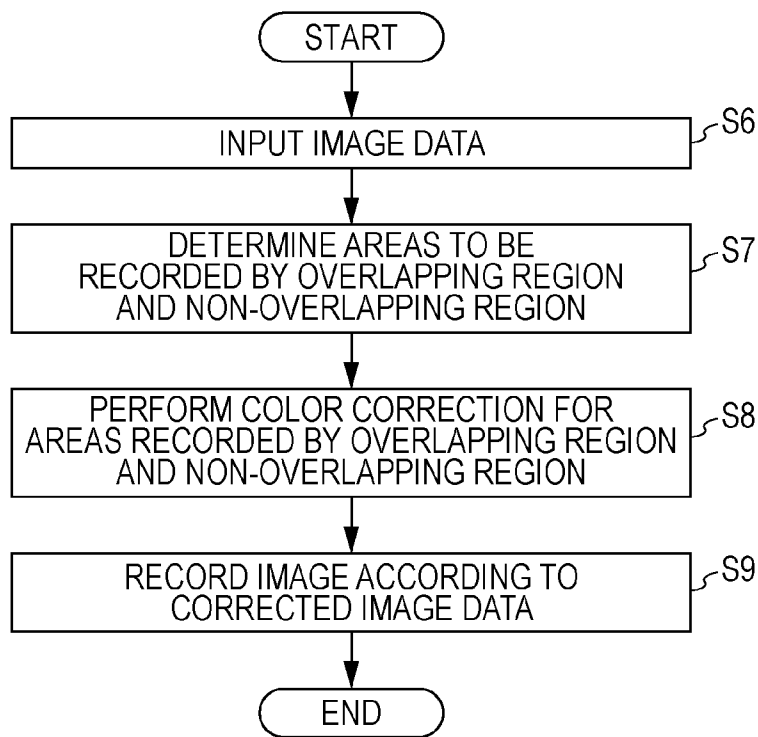 START
INPUT IMAGE DATA
S6
DETERMINE AREAS TO BE
RECORDED BY OVERLAPPING REGION
AND NON-OVERLAPPING REGION
S7
PERFORM COLOR CORRECTION FOR
AREAS RECORDED BY OVERLAPPING REGION
AND NON-OVERLAPPING REGION
S8
RECORD IMAGE ACCORDING TO
CORRECTED IMAGE DATA
S9
END